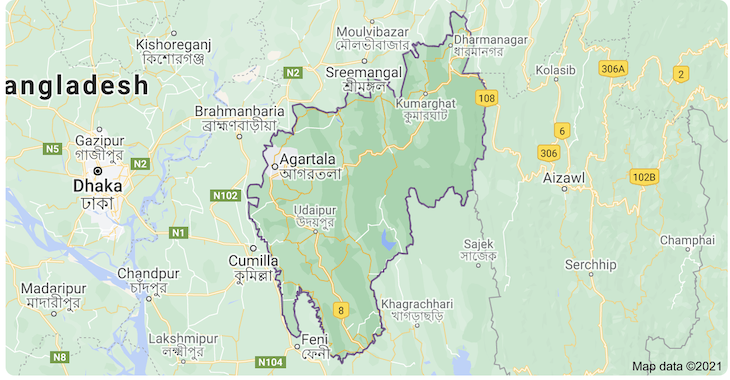 Moulvibazar
মৌলভীবাজার
Kishoreganj
কিশোরগঞ্জ
Dharmanagar
ধারমানগর
N2
Sreemangal
শ্রীমঙ্গল
Kolasib
306A
2
angladesh
Kumarghat
কুমারঘাট
108
Brahmanbaria
ব্রাহ্মণবাড়ীয়া
Gazipur
গাজীপুর
6
N5
N2
Agartala
আগরতলা
306
Dhaka
ঢাকা
N102
Aizawl
102B
Udaipur
উদয়পুর
N1
Sajek
সাজেক
Champhai
Cumilla
কুমিল্লা
Serchhip
Chandpur
চাঁদপুর
Madaripur
মাদারীপুর
8
Khagrachhari
খাগড়াছড়ি
Lakshmipur
লক্ষ্মীপুর
Feni
ফেনী
N8
N104
Map data ©2021